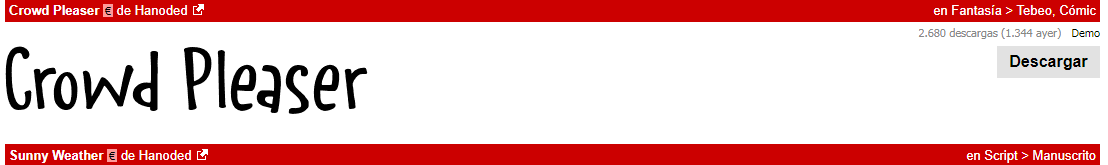 Crowd Pleaser € de Hanoded en Fantasía > Tebeo, Cómic
2.680 descargas (1.344 ayer) Demo
Descargar
Crowd Pleaser
Sunny Weather € de Hanoded en Script > Manuscrito